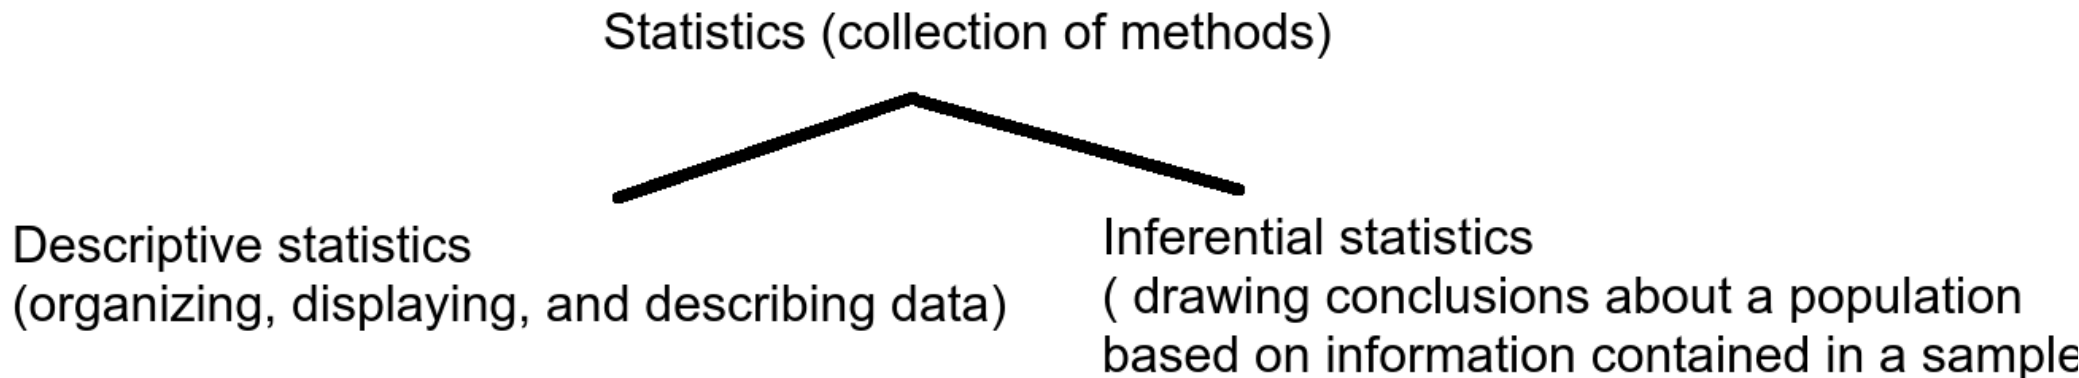 Statistics (collection of methods)
Descriptive statistics
(organizing, displaying, and describing data)
Inferential statistics
( drawing conclusions about a population
based on information contained in a sample